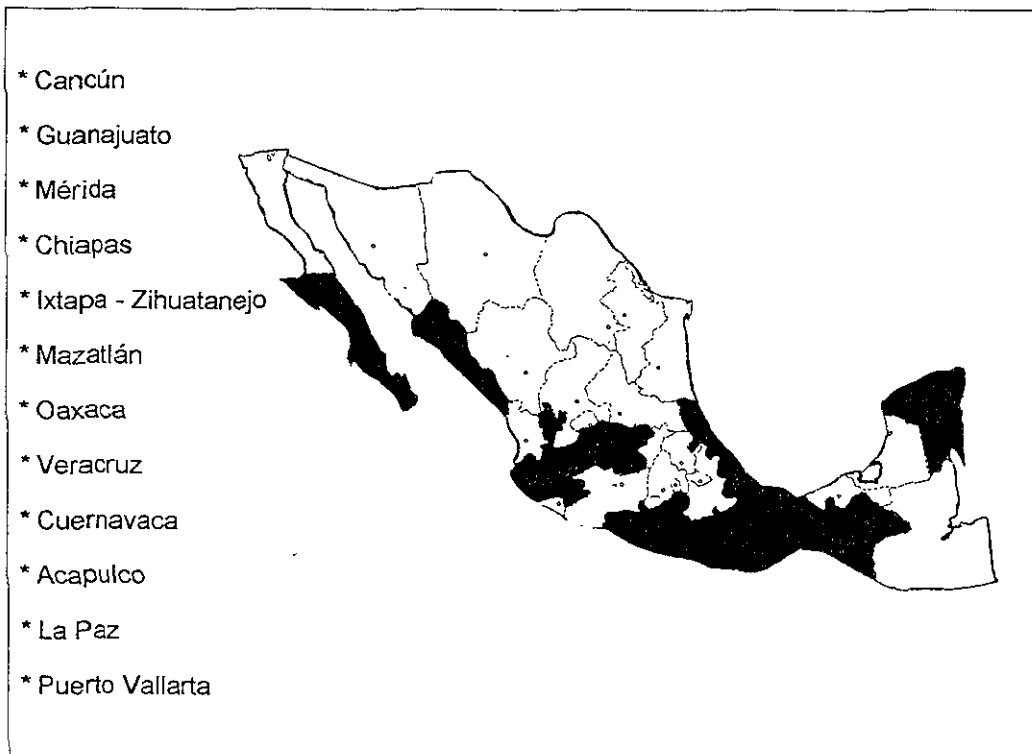 * Cancún
* Guanajuato
* Mérida
* Chiapas
* Ixtapa - Zihuatanejo
* Mazatlán
* Oaxaca
* Veracruz
* Cuernavaca
* Acapulco
* La Paz
* Puerto Vallarta